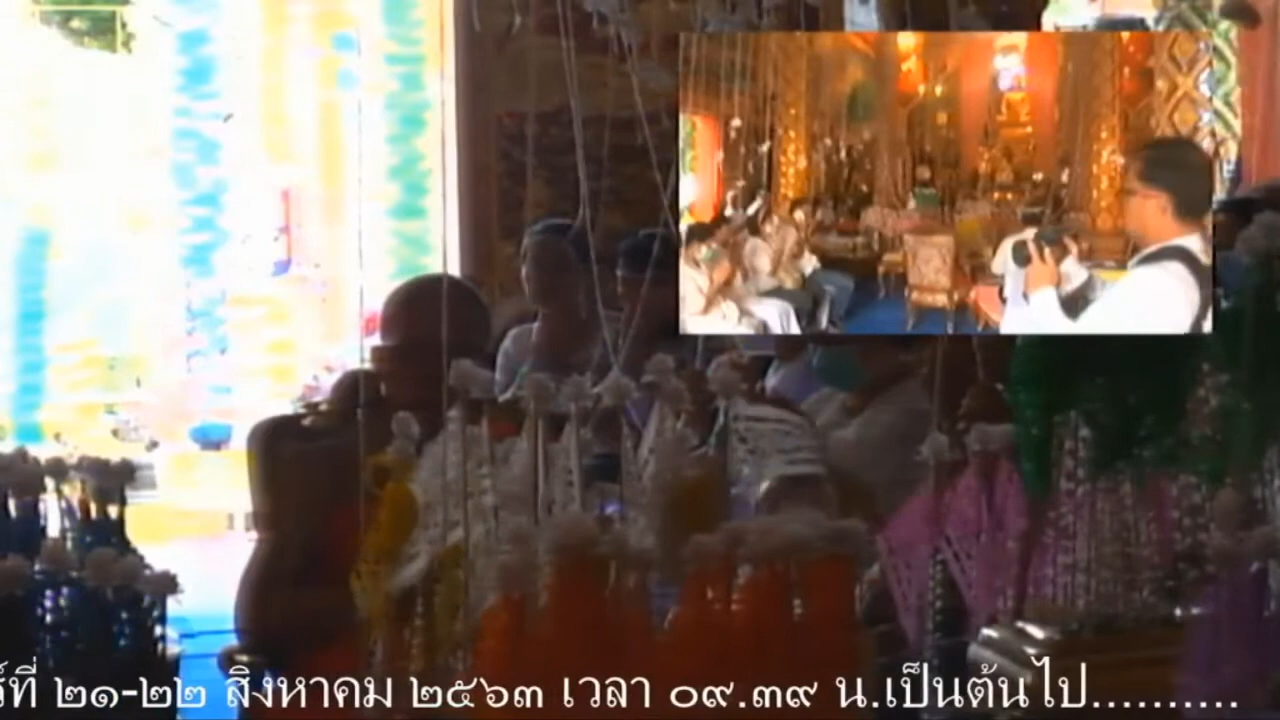 ที่ ๒๑-๒๒ สิงหาคม ๒๕๖๓ เวลา ๐๙.๓๙ น.เป็นต้นไป..........